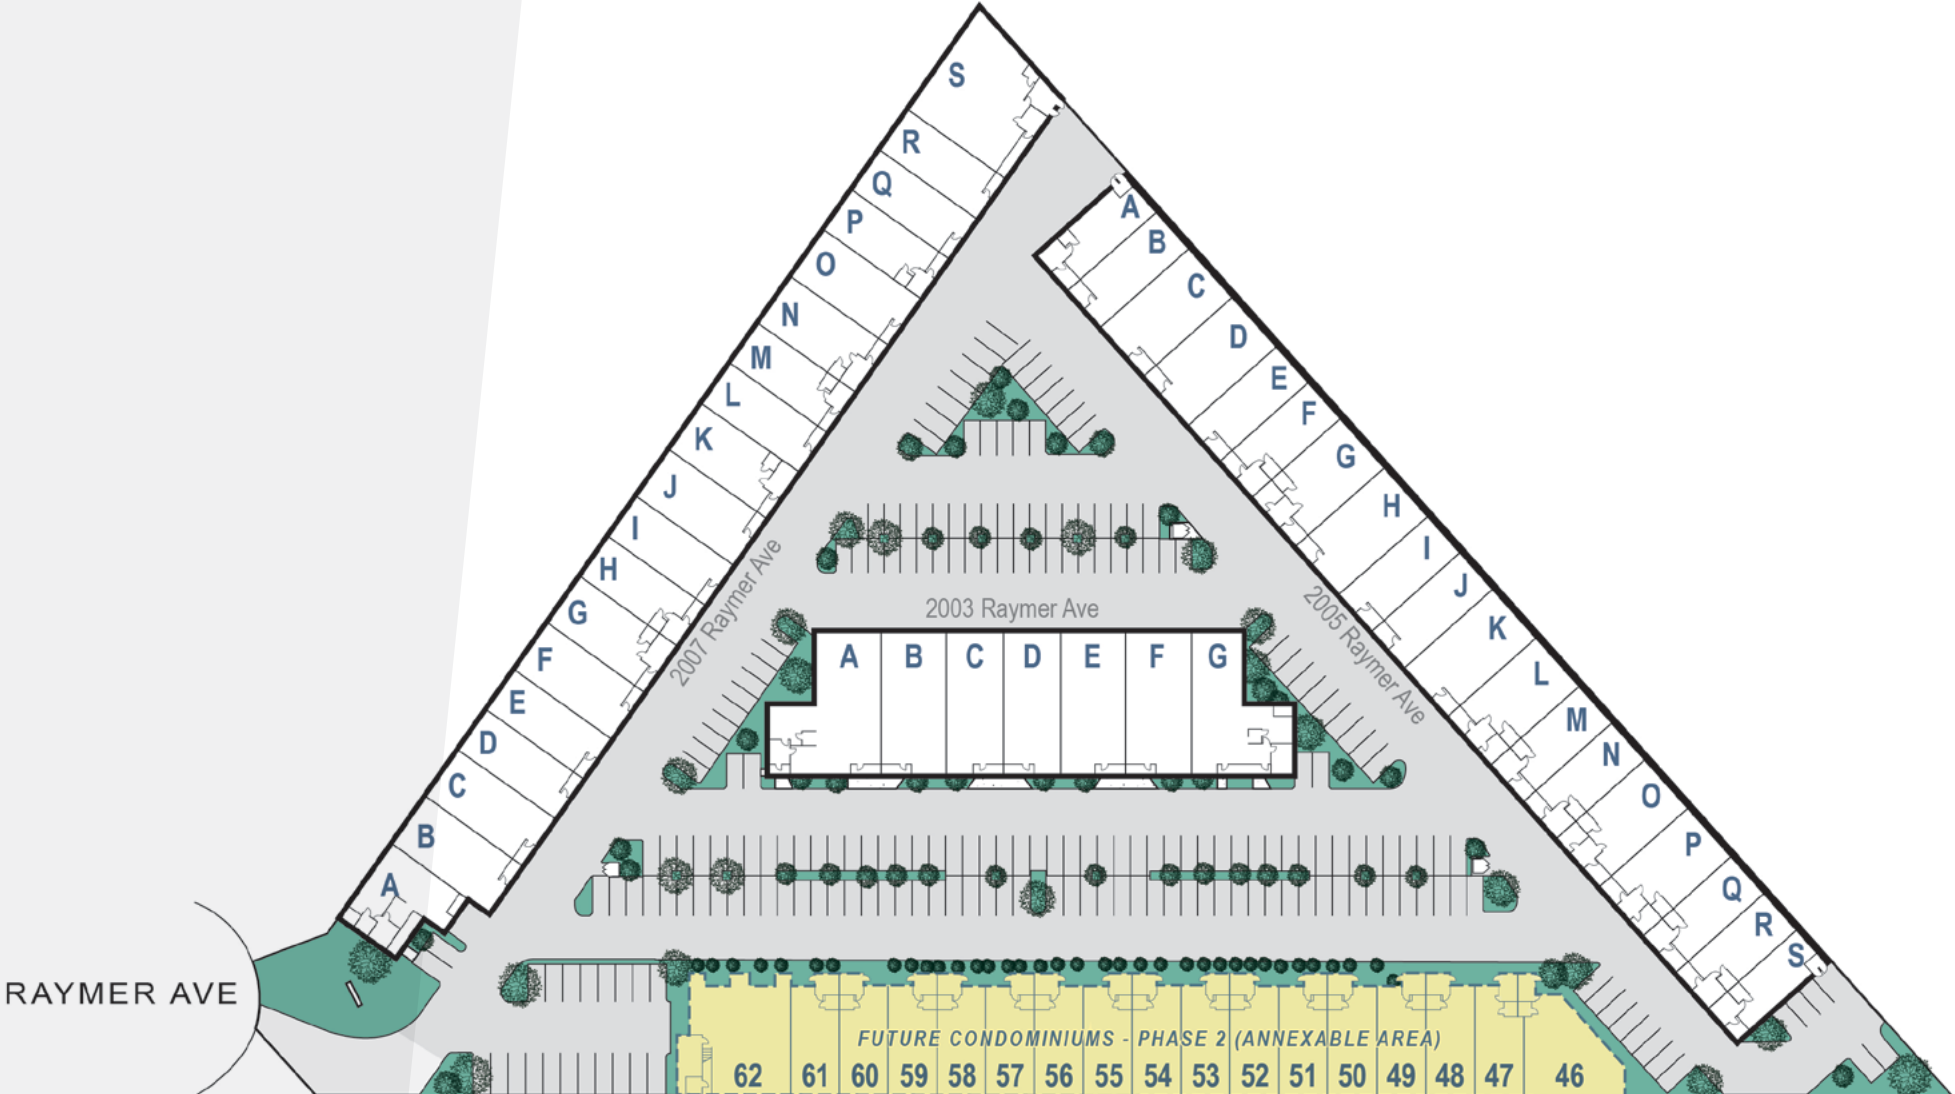 S
R
Q
P
O
N
M
L
K
J
I
H
G
F
E
D
C
B
A
2007 Raymer Ave
A
B
C
D
E
F
G
H
I
J
K
L
M
N
O
P
Q
R
S
2005 Raymer Ave
2003 Raymer Ave
A B C D E F G
RAYMER AVE
FUTURE CONDOMINIUMS - PHASE 2 (ANNEXABLE AREA)
62 61 60 59 58 57 56 55 54 53 52 51 50 49 48 47 46